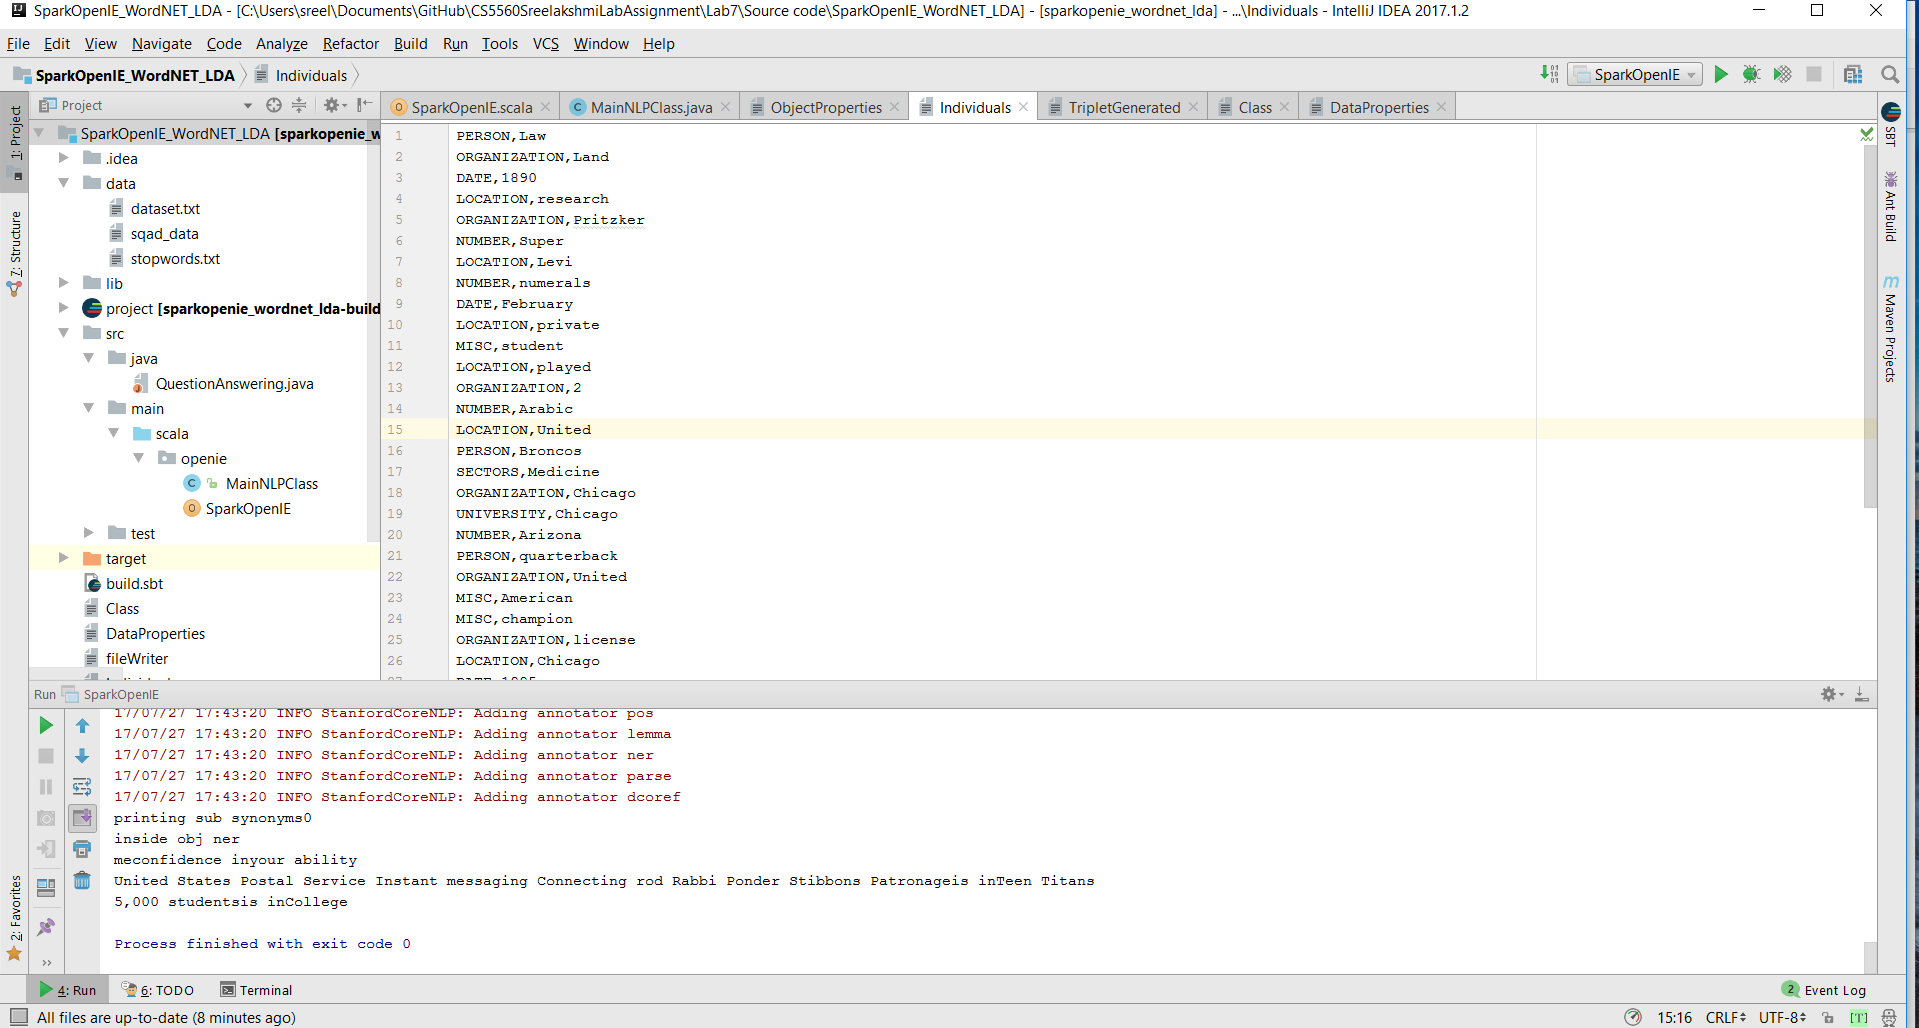 SparkOpenIE_WordNET_LDA - [C:\Users\sreel\Documents\GitHub\CS5560SreelakshmiLabAssignment\Lab7\Source code\SparkOpenIE_WordNET_LDA] - [sparkopenie_wordnet_lda] - ...\Individuals - IntelliJ IDEA 2017.1.2
File Edit View Navigate Code Analyze Refactor Build Run Tools VCS Window Help
SparkOpenIE_WordNET_LDA Individuals SparkOpenIE
Project SparkOpenIE.scala MainNLPClass.java ObjectProperties Individuals TripletGenerated Class DataProperties
1: Project
7: Structure
2: Favorites
SparkOpenIE_WordNET_LDA [sparkopenie_w
.idea
data
dataset.txt
sqad_data
stopwords.txt
lib
project [sparkopenie_wordnet_lda-build
src
java
QuestionAnswering.java
main
scala
openie
MainNLPClass
SparkOpenIE
test
target
build.sbt
Class
DataProperties
fileWriter
1 PERSON,Law
2 ORGANIZATION,Land
3 DATE,1890
4 LOCATION,research
5 ORGANIZATION,Pritzker
6 NUMBER,Super
7 LOCATION,Levi
8 NUMBER,numerals
9 DATE,February
10 LOCATION,private
11 MISC,student
12 LOCATION,played
13 ORGANIZATION,2
14 NUMBER,Arabic
15 LOCATION,United
16 PERSON,Broncos
17 SECTORS,Medicine
18 ORGANIZATION,Chicago
19 UNIVERSITY,Chicago
20 NUMBER,Arizona
21 PERSON,quarterback
22 ORGANIZATION,United
23 MISC,American
24 MISC,champion
25 ORGANIZATION,license
26 LOCATION,Chicago
SBT
Ant Build
Maven Projects
Run SparkOpenIE
17/07/27 17:43:20 INFO StanfordCoreNLP: Adding annotator pos
17/07/27 17:43:20 INFO StanfordCoreNLP: Adding annotator lemma
17/07/27 17:43:20 INFO StanfordCoreNLP: Adding annotator ner
17/07/27 17:43:20 INFO StanfordCoreNLP: Adding annotator parse
17/07/27 17:43:20 INFO StanfordCoreNLP: Adding annotator dcoref
printing sub synonyms0
inside obj ner
meconfidence inyour ability
United States Postal Service Instant messaging Connecting rod Rabbi Ponder Stibbons Patronageis inTeen Titans
5,000 studentsis inCollege
Process finished with exit code 0
4: Run 6: TODO Terminal 2 Event Log
All files are up-to-date (8 minutes ago) 15:16 CRLF UTF-8 [T]